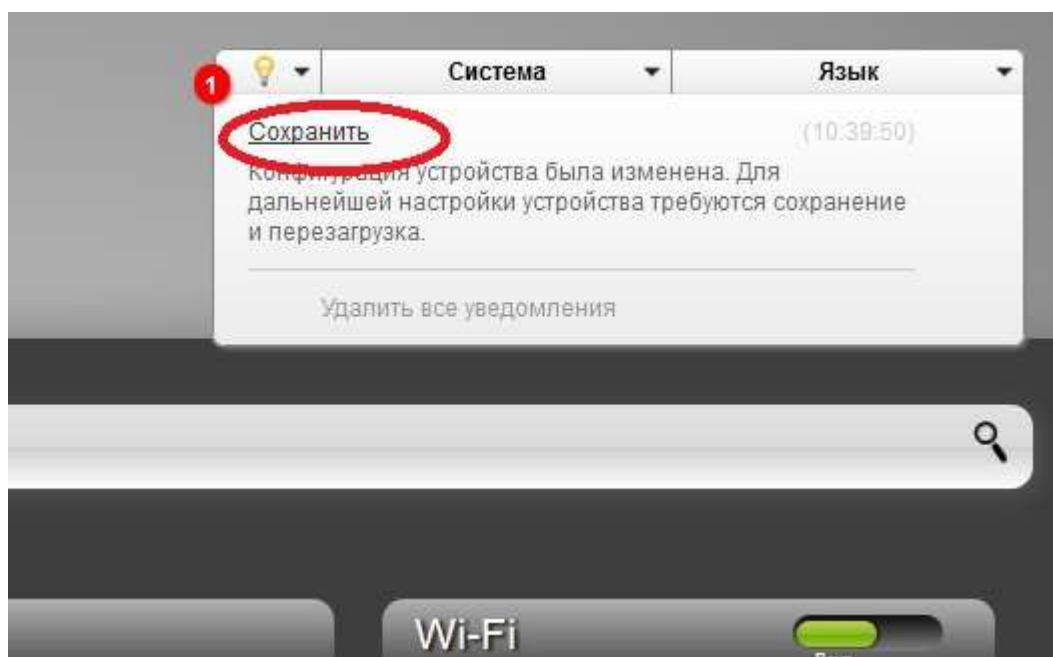 1
Система Язык
Сохранить (10:39:50)
Конфигурация устройства была изменена. Для
дальнейшей настройки устройства требуются сохранение
и перезагрузка.
Удалить все уведомления
Wi-Fi